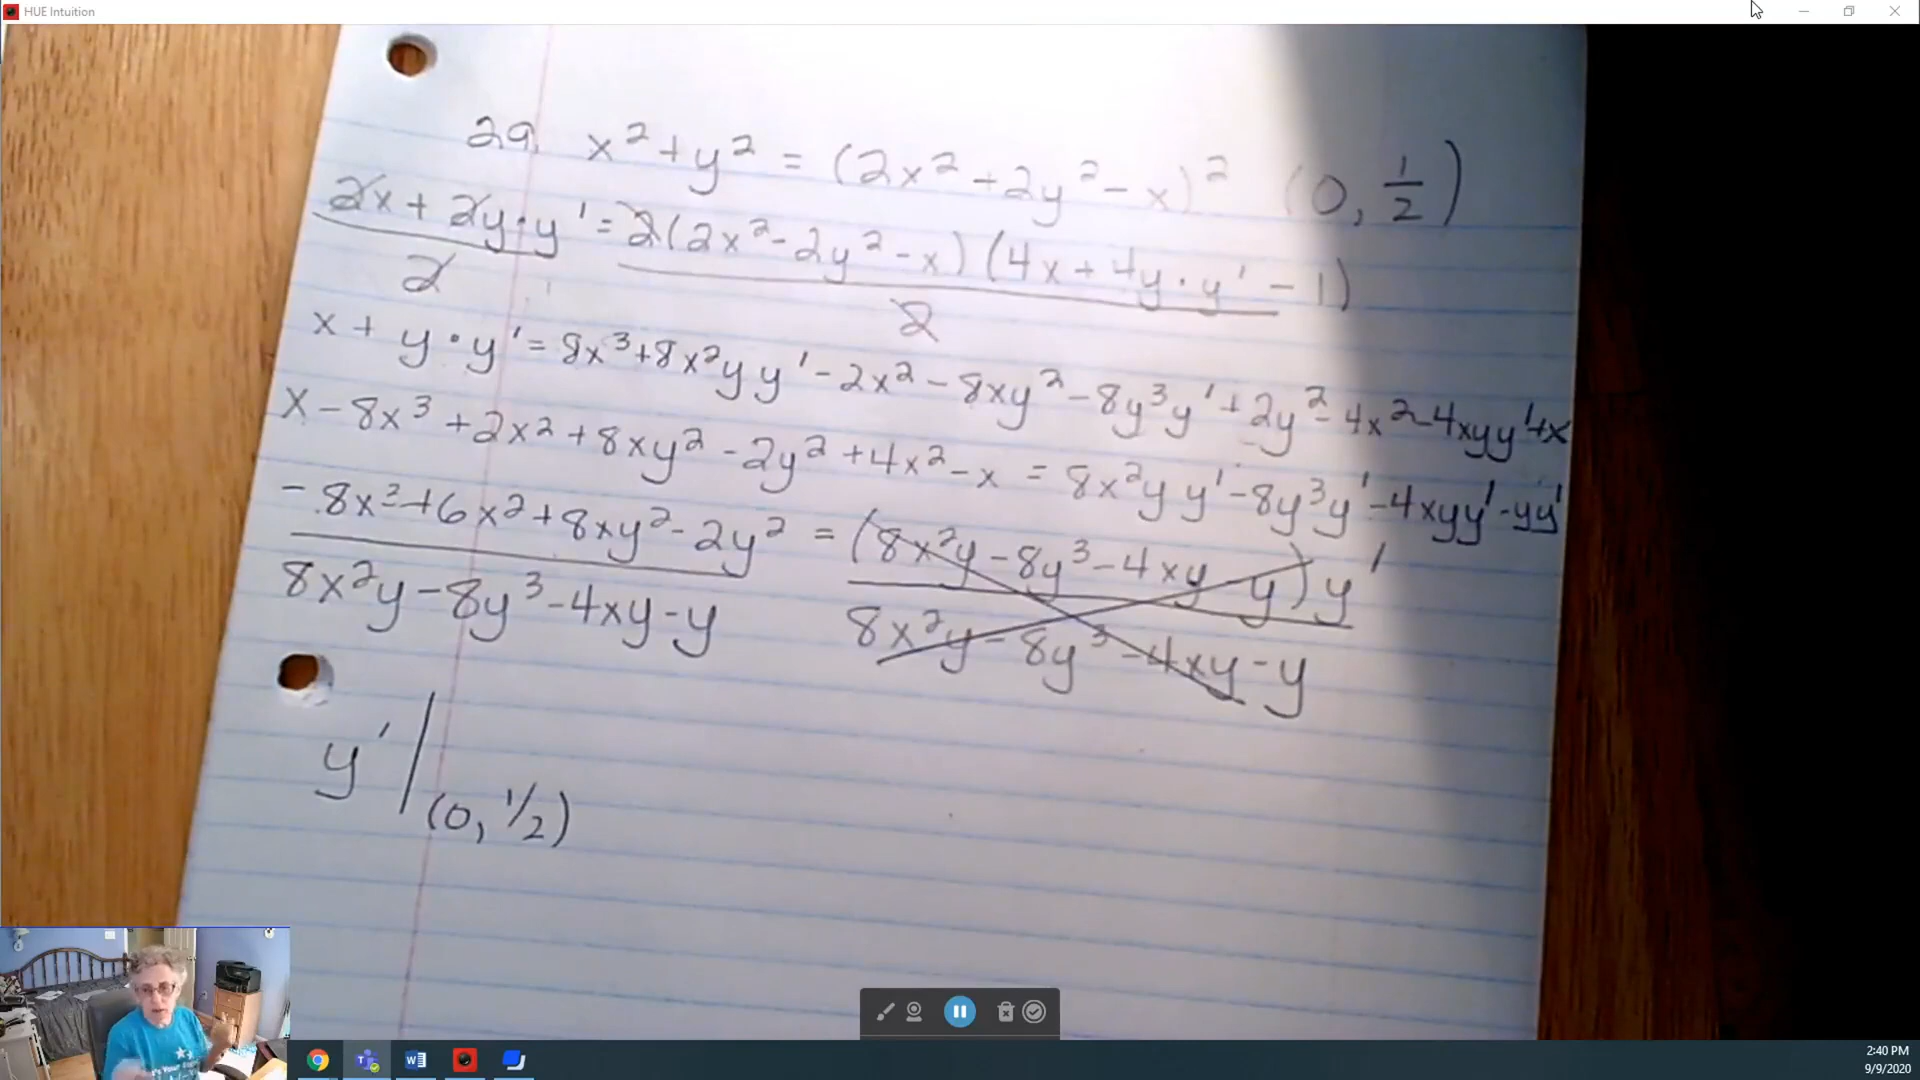 HUE Intuition
29. x² + y² = (2x² + 2y² - x)² (0, 1/2)
2x + 2y · y' = 2(2x² - 2y² - x)(4x + 4y · y' - 1)
2 2
x + y · y' = 8x³ + 8x²yy' - 2x² - 8xy² - 8y³y' + 2y² - 4x² - 4xyy' + x
x - 8x³ + 2x² + 8xy² - 2y² + 4x² - x = 8x²yy' - 8y³y' - 4xyy' - yy'
-8x³ + 6x² + 8xy² - 2y² = (8x²y - 8y³ - 4xy - y)y'
8x²y - 8y³ - 4xy - y 8x²y - 8y³ - 4xy - y
y' | (0, 1/2)
2:40 PM
9/9/2020